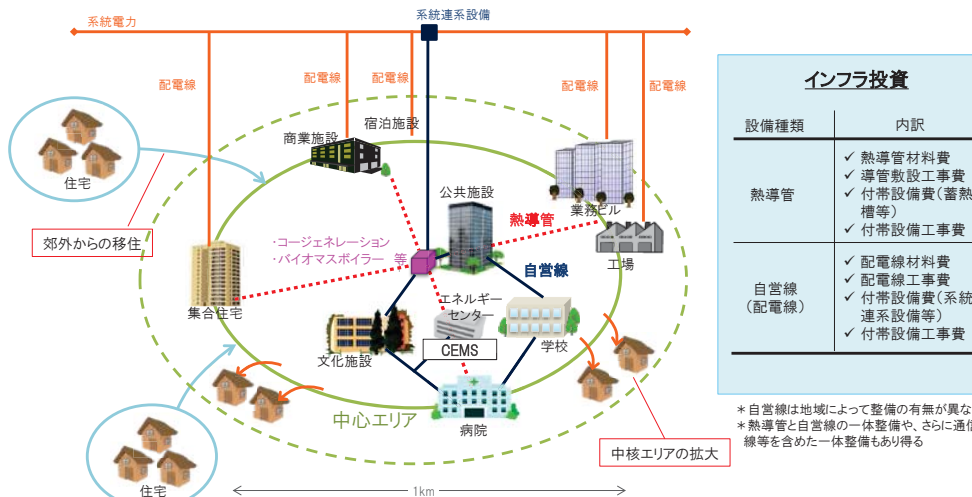 系統連系設備
系統電力
配電線
配電線
配電線
配電線
配電線
宿泊施設
商業施設
住宅
公共施設
業務ビル
熱導管
工場
郊外からの移住
・コージェネレーション
・バイオマスボイラー 等
自営線
集合住宅
エネルギー
センター
CEMS
文化施設
学校
中心エリア
病院
中核エリアの拡大
住宅
1km
インフラ投資
設備種類
内訳
熱導管
✓ 熱導管材料費
✓ 導管敷設工事費
✓ 付帯設備費(蓄熱
槽等)
✓ 付帯設備工事費
自営線
(配電線)
✓ 配電線材料費
✓ 配電線工事費
✓ 付帯設備費(系統
連系設備等)
✓ 付帯設備工事費
*自営線は地域によって整備の有無が異な
*熱導管と自営線の一体整備や、さらに通信
線等を含めた一体整備もあり得る